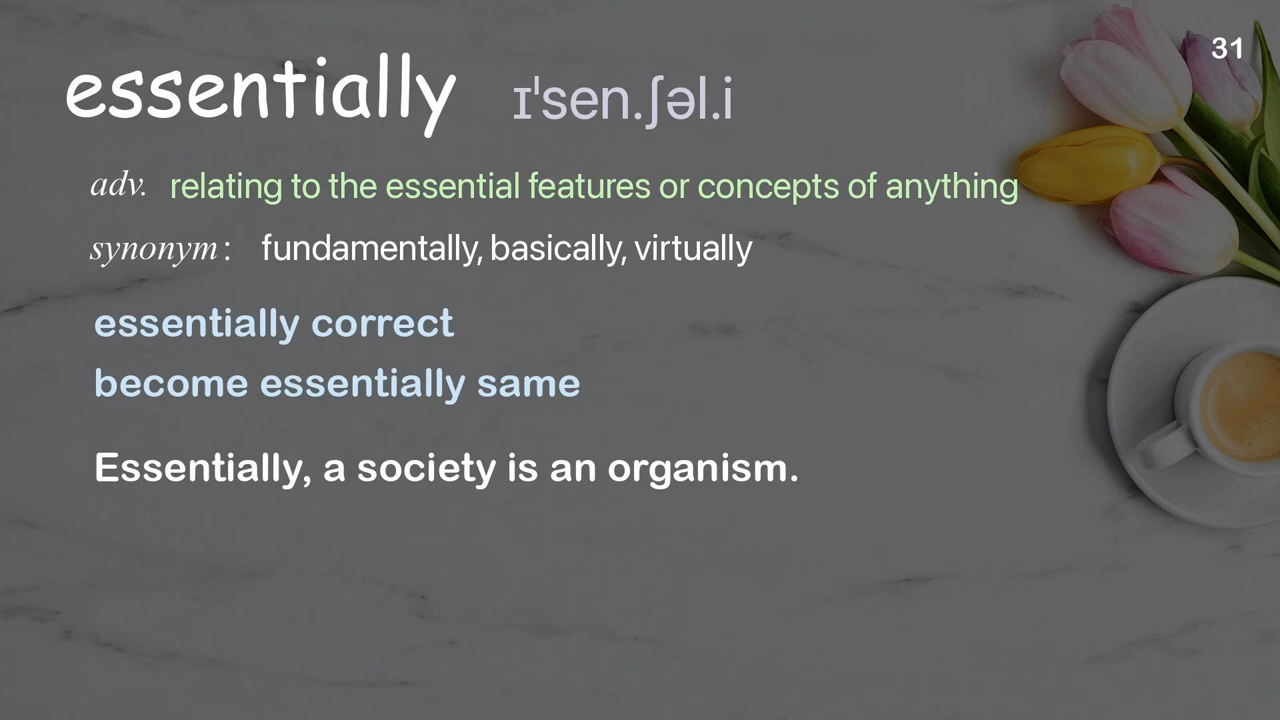 31
essentially ɪˈsen.ʃəl.i
adv. relating to the essential features or concepts of anything
synonym : fundamentally, basically, virtually
essentially correct
become essentially same
Essentially, a society is an organism.